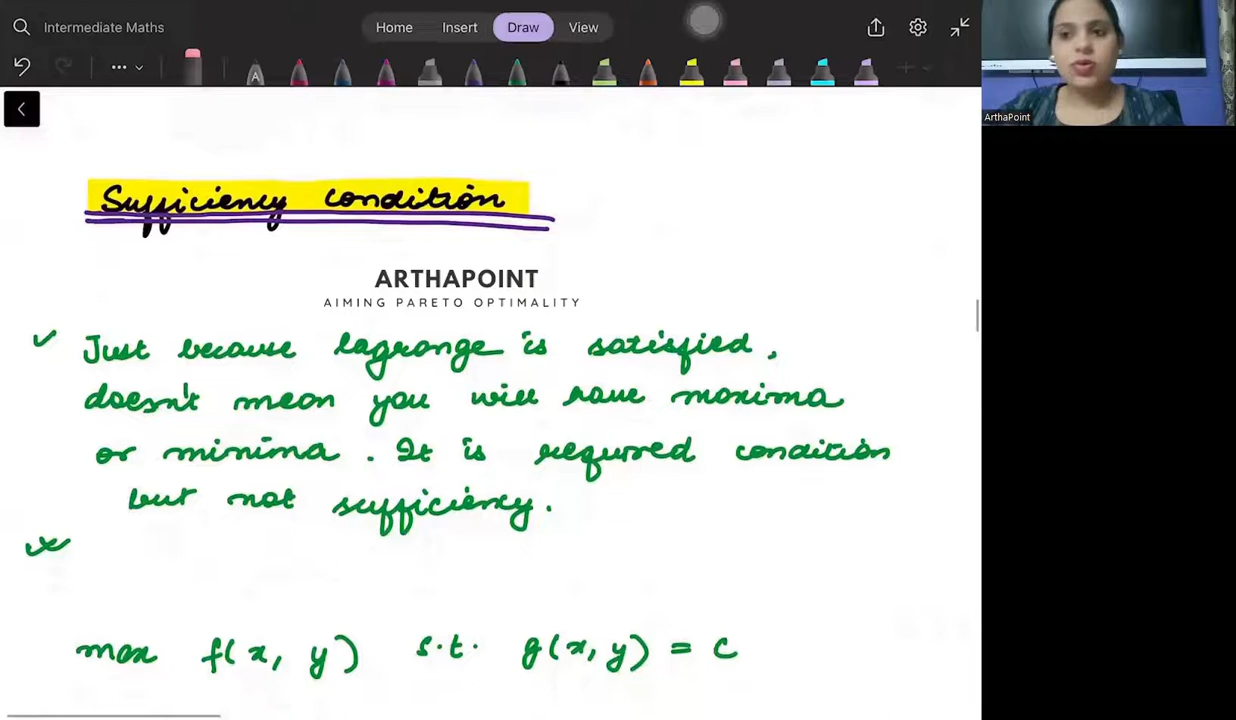 Intermediate Maths
Home Insert Draw View
ArthaPoint
Sufficiency condition
ARTHAPOINT
AIMING PARETO OPTIMALITY
Just because lagrange is satisfied,
doesn't mean you will have maxima
or minima. It is required condition
but not sufficiency.
max f(x, y) s.t. g(x, y) = c